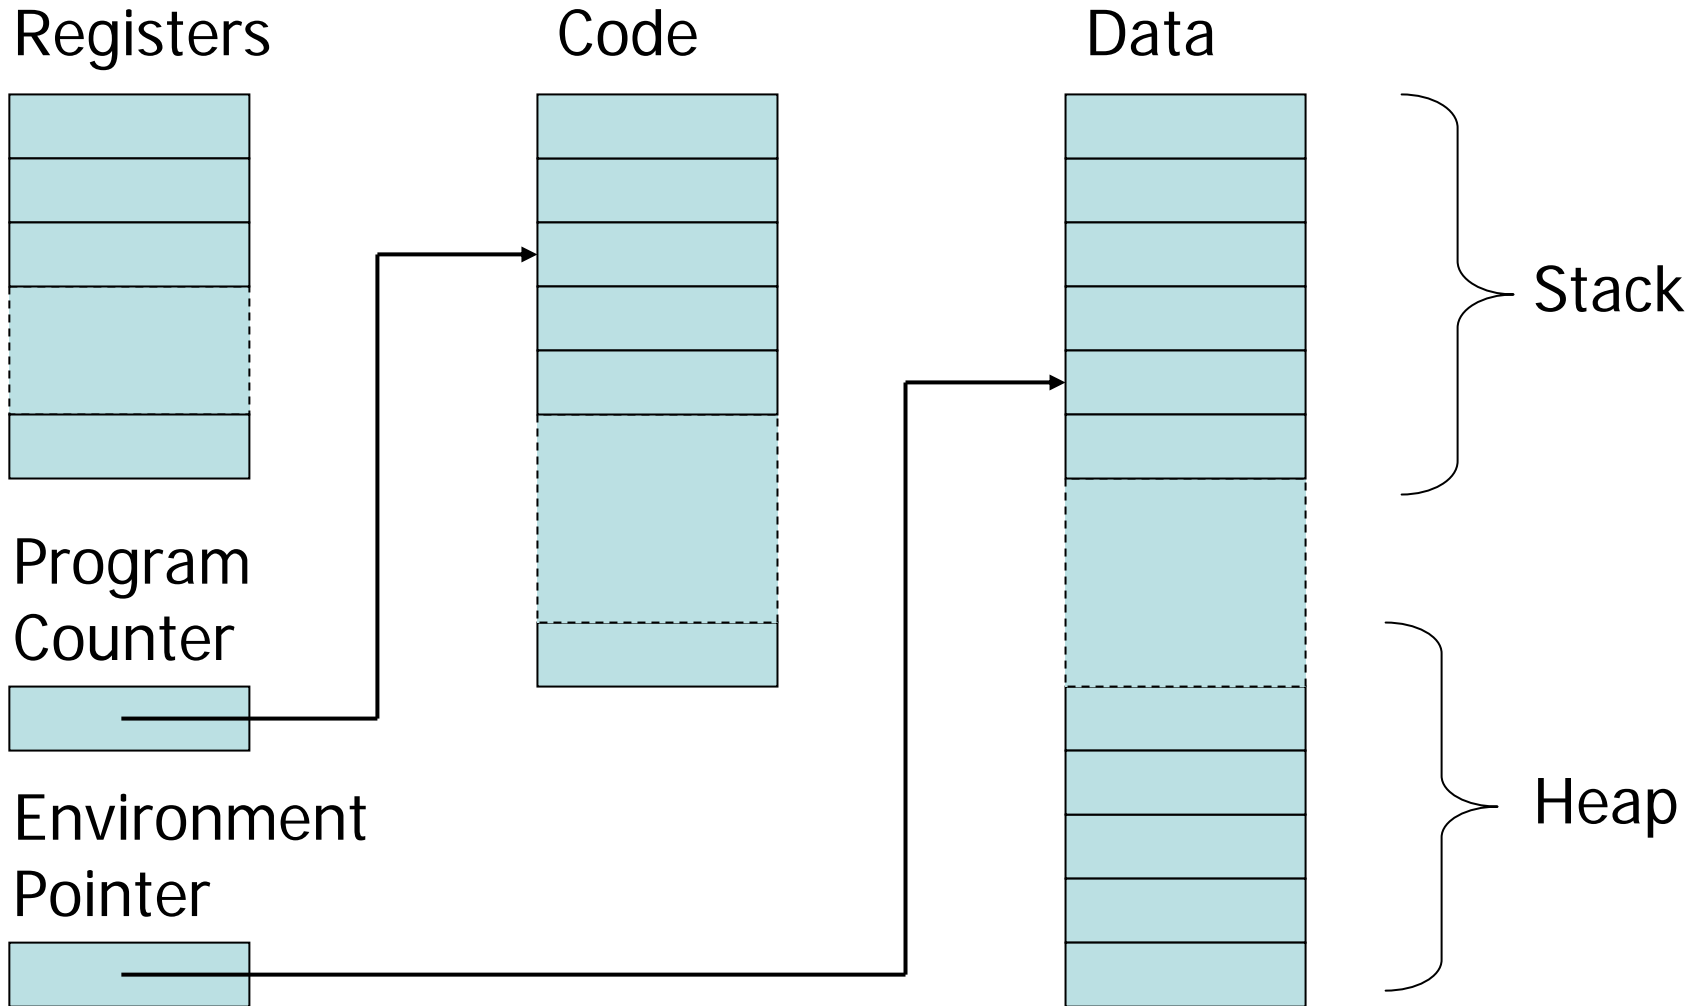 Registers
Code
Data
Stack
Program
Counter
Environment
Pointer
Heap